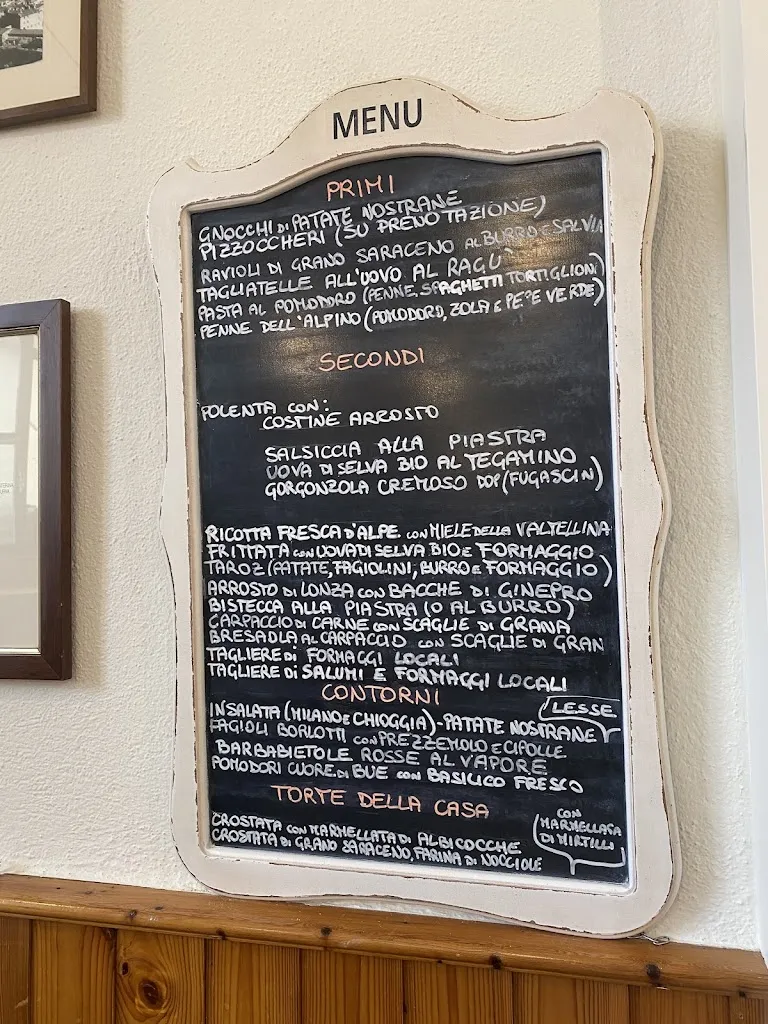 MENU
PRIMI
GNOCCHI DI PATATE NOSTRANE
PIZZOCCHERI (SU PRENOTAZIONE)
RAVIOLI DI GRANO SARACENO AL BURRO E SALVIA
TAGLIATELLE ALL'UOVO AL RAGU'
PASTA AL POMODORO (PENNE, SPAGHETTI TORTIGLIONI)
PENNE DELL'ALPINO (POMODORO, ZOLA E PEPE VERDE)
SECONDI
POLENTA CON:
COSTINE ARROSTO
SALSICCIA ALLA PIASTRA
UOVA DI SELVA BIO AL TEGAMINO
GORGONZOLA CREMOSO DOP (FUGASCIN)
RICOTTA FRESCA D'ALPE CON MIELE DELLA VALTELLINA
FRITTATA CON UOVA DI SELVA BIO E FORMAGGIO
TAROZ (PATATE, FAGIOLINI, BURRO E FORMAGGIO)
ARROSTO DI LONZA CON BACCHE DI GINEPRO
BISTECCA ALLA PIASTRA (O AL BURRO)
CARPACCIO DI CARNE CON SCAGLIE DI GRANA
BRESAOLA AL CARPACCIO CON SCAGLIE DI GRAN
TAGLIERE DI FORMAGGI LOCALI
TAGLIERE DI SALUMI E FORMAGGI LOCALI
CONTORNI
LESSE
INSALATA (MILANO E CHIOGGIA) - PATATE NOSTRANE
FAGIOLI BORLOTTI CON PREZZEMOLO E CIPOLLE
BARBABIETOLE ROSSE AL VAPORE
POMODORI CUORE DI BUE CON BASILICO FRESCO
TORTE DELLA CASA
CROSTATA CON MARMELLATA DI ALBICOCCHE
CROSTATA DI GRANO SARACENO, FARINA DI NOCCIOLE
CON
MARMELLATA
DI MIRTILLI